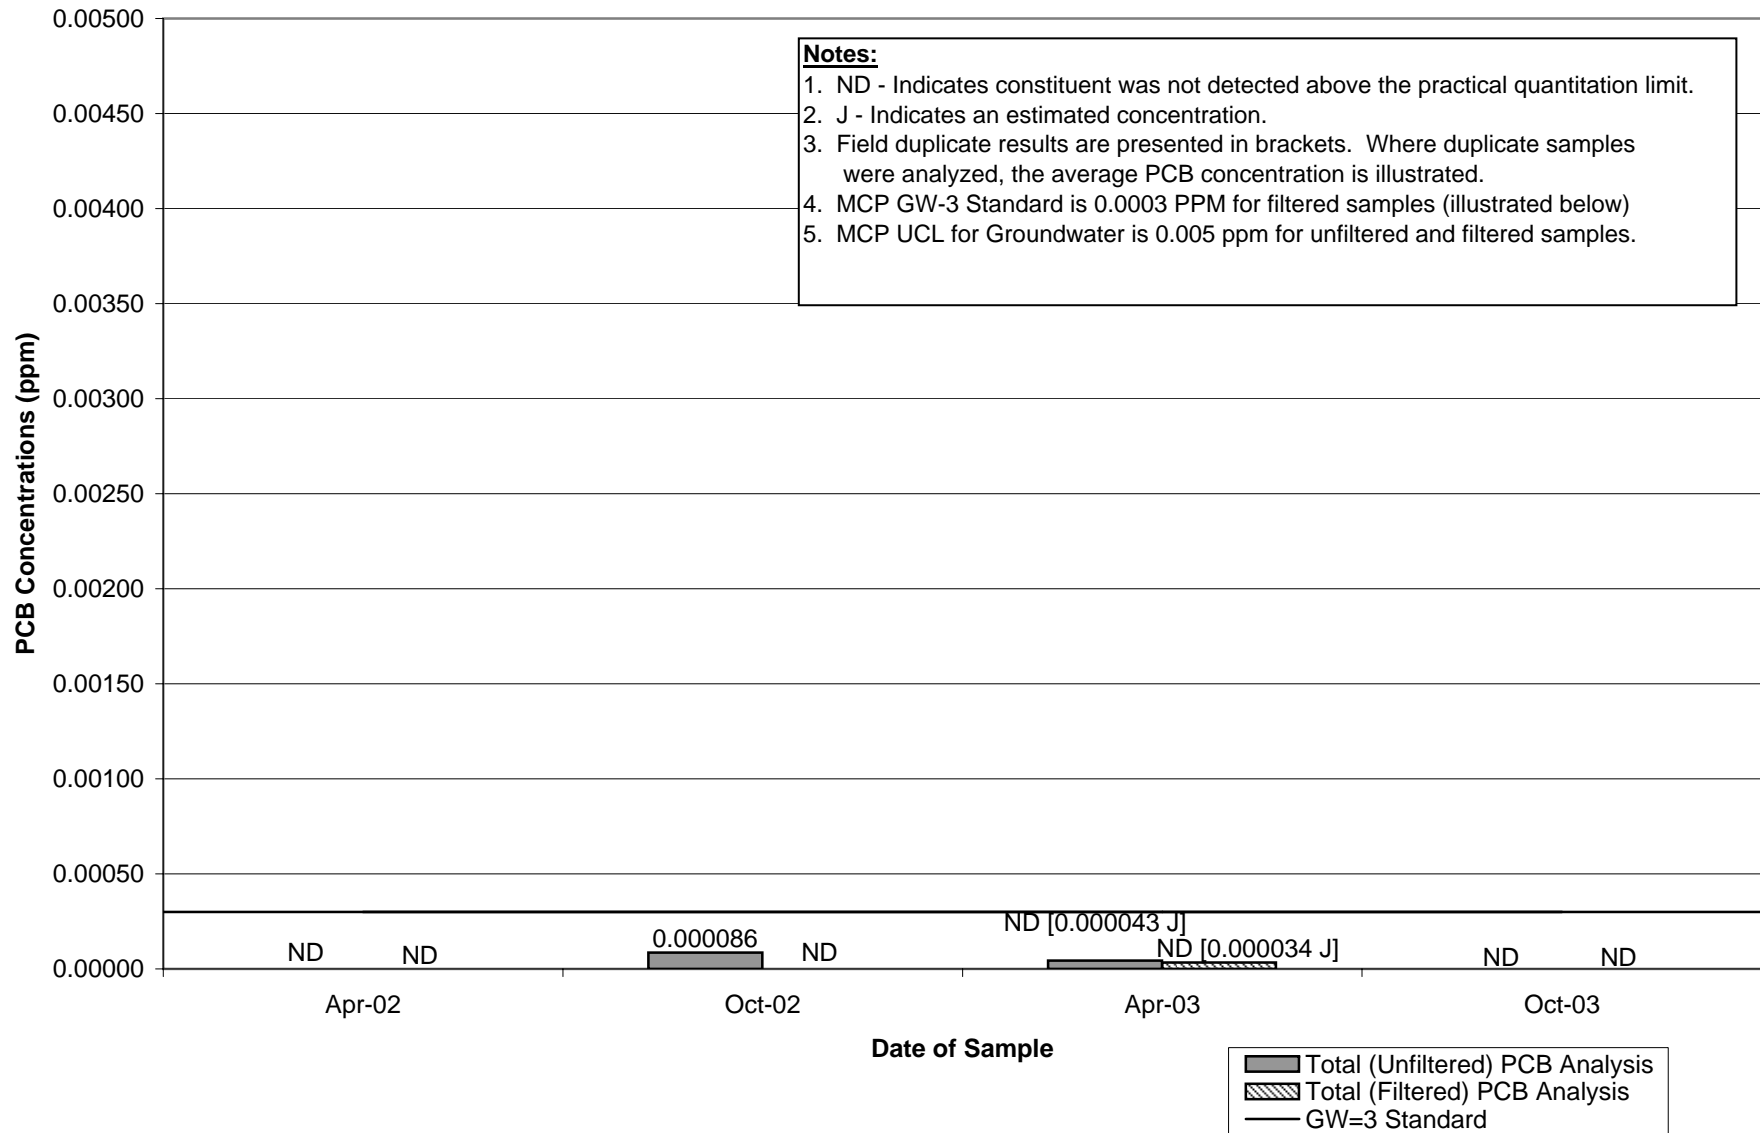 0.00500
0.00450
0.00400
0.00350
0.00300
0.00250
0.00200
0.00150
0.00100
0.00050
0.00000
PCB Concentrations (ppm)
Notes:
1. ND - Indicates constituent was not detected above the practical quantitation limit.
2. J - Indicates an estimated concentration.
3. Field duplicate results are presented in brackets. Where duplicate samples
were analyzed, the average PCB concentration is illustrated.
4. MCP GW-3 Standard is 0.0003 PPM for filtered samples (illustrated below)
5. MCP UCL for Groundwater is 0.005 ppm for unfiltered and filtered samples.
ND
ND
0.000086
ND
ND [0.000043 J]
ND [0.000034 J]
ND
ND
Apr-02
Oct-02
Apr-03
Oct-03
Date of Sample
Total (Unfiltered) PCB Analysis
Total (Filtered) PCB Analysis
GW=3 Standard